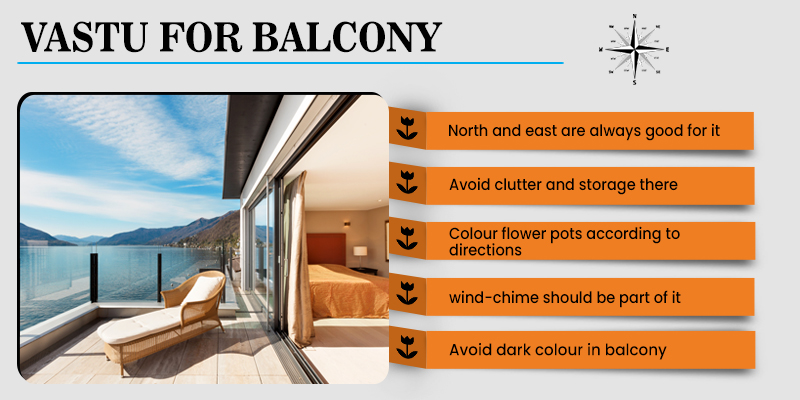 VASTU FOR BALCONY
N
W
E
S
North and east are always good for it
Avoid clutter and storage there
Colour flower pots according to
directions
wind-chime should be part of it
Avoid dark colour in balcony